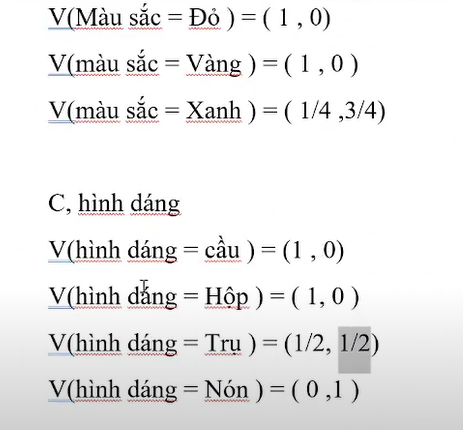 V(Màu sắc = Đỏ ) = ( 1 , 0)
V(màu sắc = Vàng ) = ( 1 , 0 )
V(màu sắc = Xanh ) = ( 1/4 ,3/4)
C, hình dáng
V(hình dáng = cầu ) = (1 , 0)
V(hình dáng = Hộp ) = ( 1, 0 )
V(hình dáng = Trụ ) = (1/2, 1/2)
V(hình dáng = Nón ) = ( 0 ,1 )